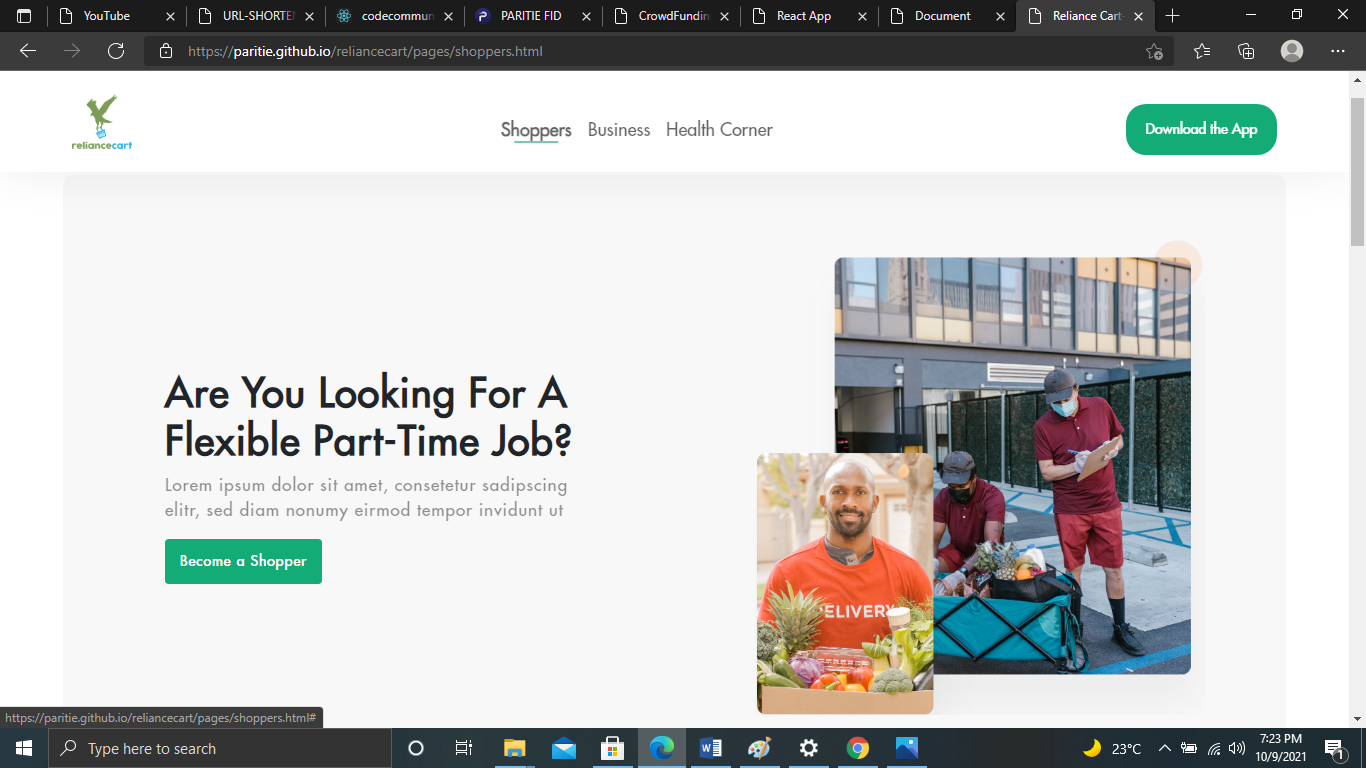 YouTube
URL-SHORTEN
codecommun
PARITIE FID
CrowdFunding
React App
Document
Reliance Cart-
https://paritie.github.io/reliancecart/pages/shoppers.html
reliancecart
Shoppers Business Health Corner
Download the App
Are You Looking For A
Flexible Part-Time Job?
Lorem ipsum dolor sit amet, consetetur sadipscing
elitr, sed diam nonumy eirmod tempor invidunt ut
Become a Shopper
ELIVERY
https://paritie.github.io/reliancecart/pages/shoppers.html#
Type here to search
23°C
7:23 PM
10/9/2021
1